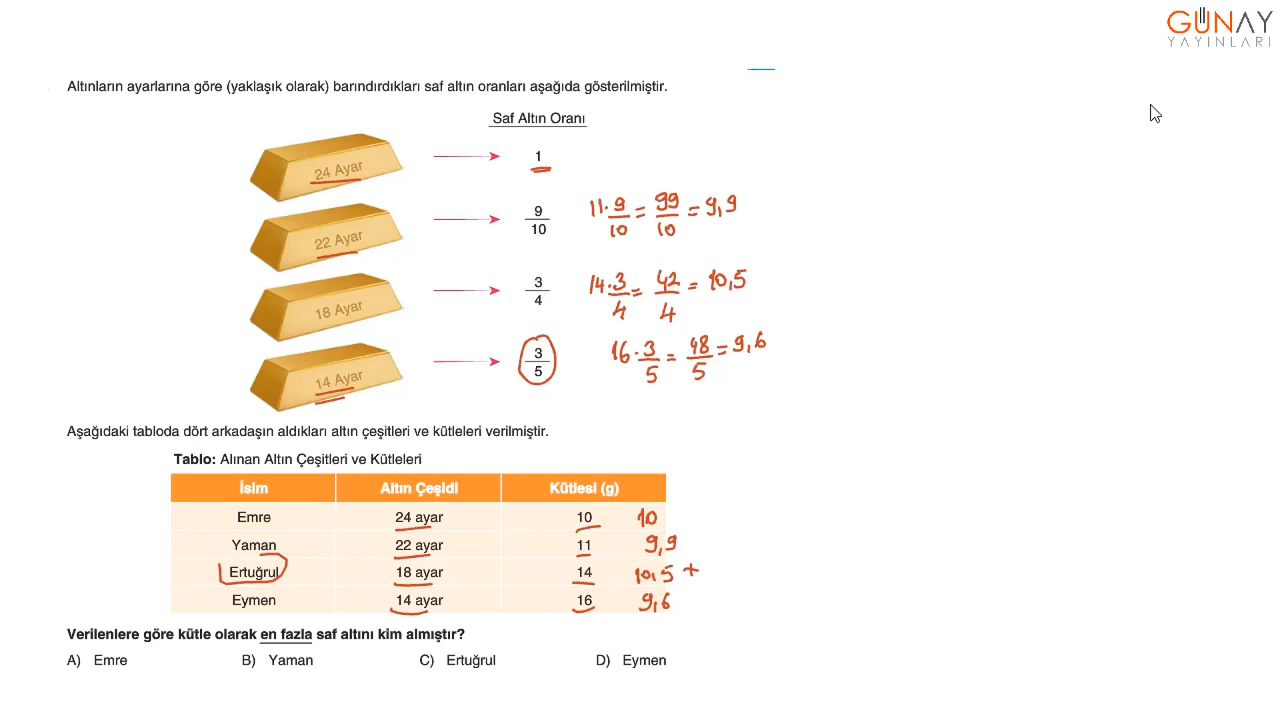 GÜNAY
YAYINLARI
Altınların ayarlarına göre (yaklaşık olarak) barındırdıkları saf altın oranları aşağıda gösterilmiştir.
Saf Altın Oranı
24 Ayar 1
22 Ayar 9/10 11·9/10 = 99/10 = 9,9
18 Ayar 3/4 14·3/4 = 42/4 = 10,5
14 Ayar 3/5 16·3/5 = 48/5 = 9,6
Aşağıdaki tabloda dört arkadaşın aldıkları altın çeşitleri ve kütleleri verilmiştir.
Tablo: Alınan Altın Çeşitleri ve Kütleleri
İsim Altın Çeşidi Kütlesi (g)
Emre 24 ayar 10 10
Yaman 22 ayar 11 9,9
Ertuğrul 18 ayar 14 10,5 +
Eymen 14 ayar 16 9,6
Verilenlere göre kütle olarak en fazla saf altını kim almıştır?
A) Emre B) Yaman C) Ertuğrul D) Eymen